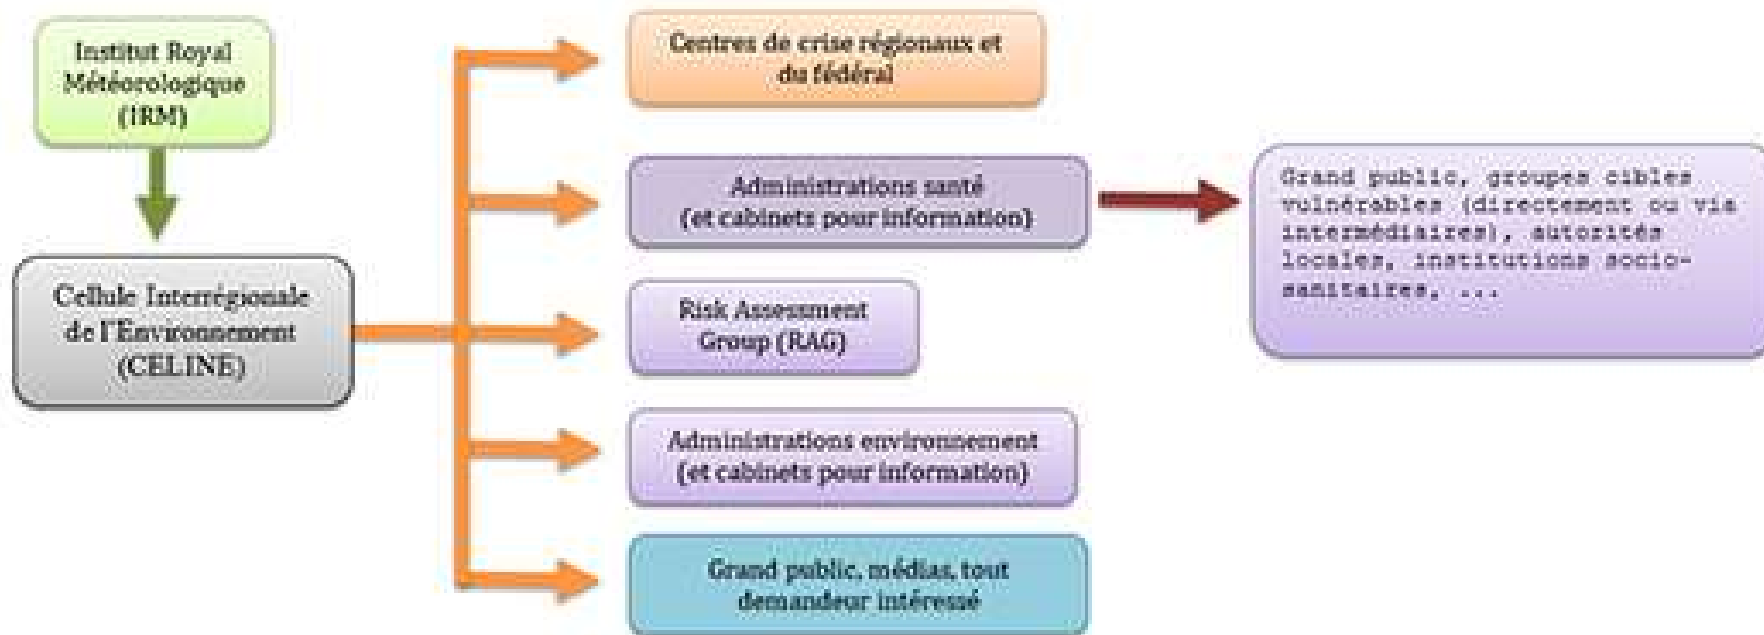 Institut Royal
Météorologique
(IRM)
Cellule Interrégionale
de l'Environnement
(CELINE)
Centres de crise régionaux et
du fédéral
Administrations santé
(et cabinets pour information)
Risk Assessment
Group (RAG)
Administrations environnement
(et cabinets pour information)
Grand public, médias, tout
demandeur intéressé
Grand public, groupes cibles
vulnérables (directement ou via
intermédiaires), autorités
locales, institutions socio-
sanitaires, ...